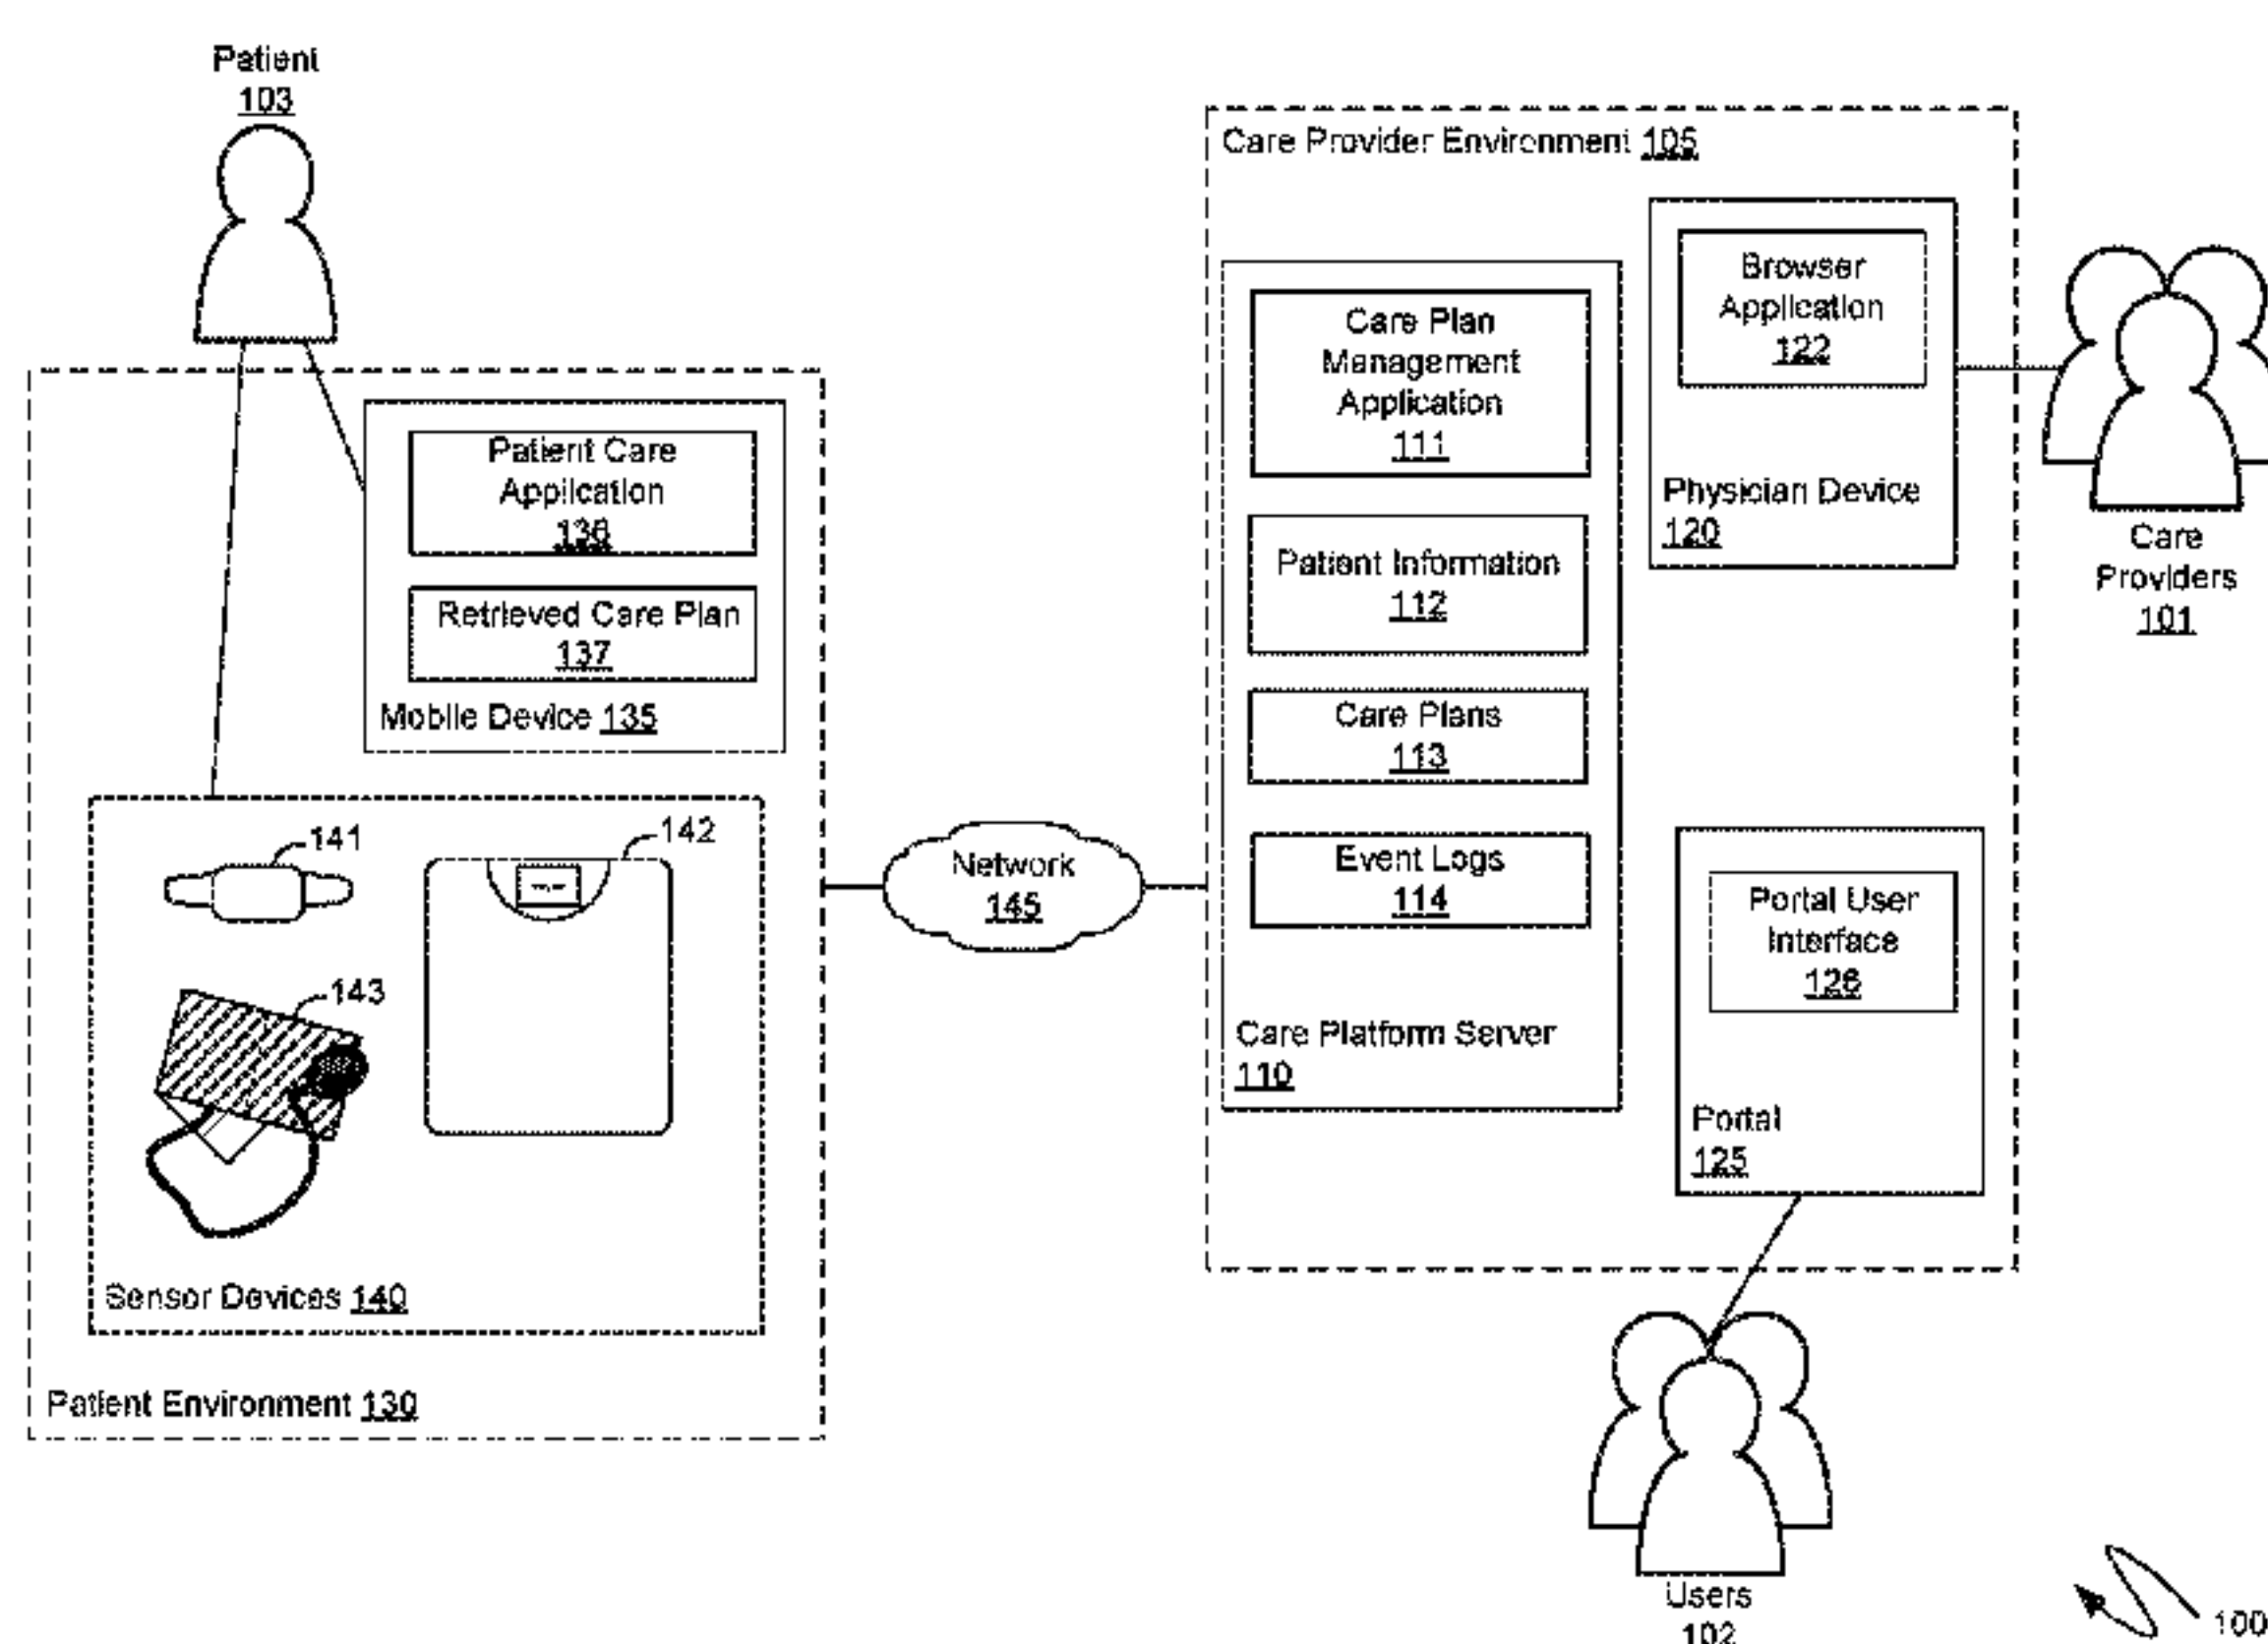 Patient
103
Care Provider Environment 105
Browser
Application
122
Physician Device
120
Care
Providers
101
Care Plan
Management
Application
111
Patient Information
112
Care Plans
113
Event Logs
114
Care Platform Server
110
Patient Care
Application
136
Retrieved Care Plan
137
Mobile Device 135
141
142
143
Sensor Devices 140
Patient Environment 130
Network
145
Portal User
Interface
126
Portal
125
Users
102
100